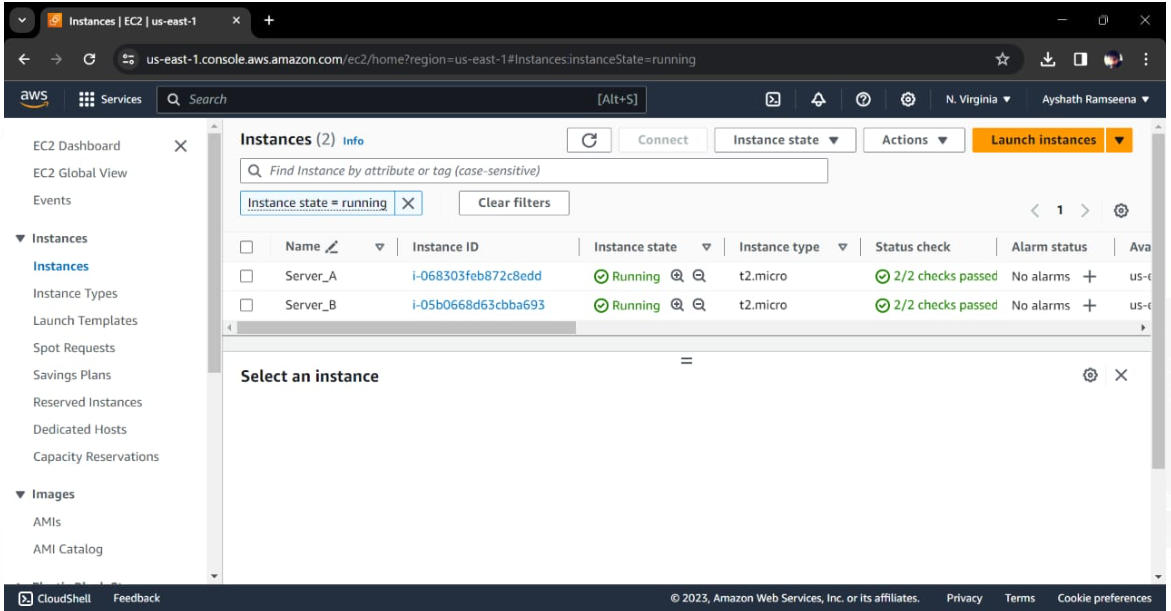 Instances | EC2 | us-east-1
us-east-1.console.aws.amazon.com/ec2/home?region=us-east-1#Instances:instanceState=running
aws Services Search [Alt+S] N. Virginia Ayshath Ramseena
EC2 Dashboard
EC2 Global View
Events
Instances
Instances
Instance Types
Launch Templates
Spot Requests
Savings Plans
Reserved Instances
Dedicated Hosts
Capacity Reservations
Images
AMIs
AMI Catalog
Instances (2) Info Connect Instance state Actions Launch instances
Find Instance by attribute or tag (case-sensitive)
Instance state = running Clear filters
1
Name Instance ID Instance state Instance type Status check Alarm status Ava
Server_A i-068303feb872c8edd Running t2.micro 2/2 checks passed No alarms + us-e
Server_B i-05b0668d63cbba693 Running t2.micro 2/2 checks passed No alarms + us-e
Select an instance
CloudShell Feedback © 2023, Amazon Web Services, Inc. or its affiliates. Privacy Terms Cookie preferences